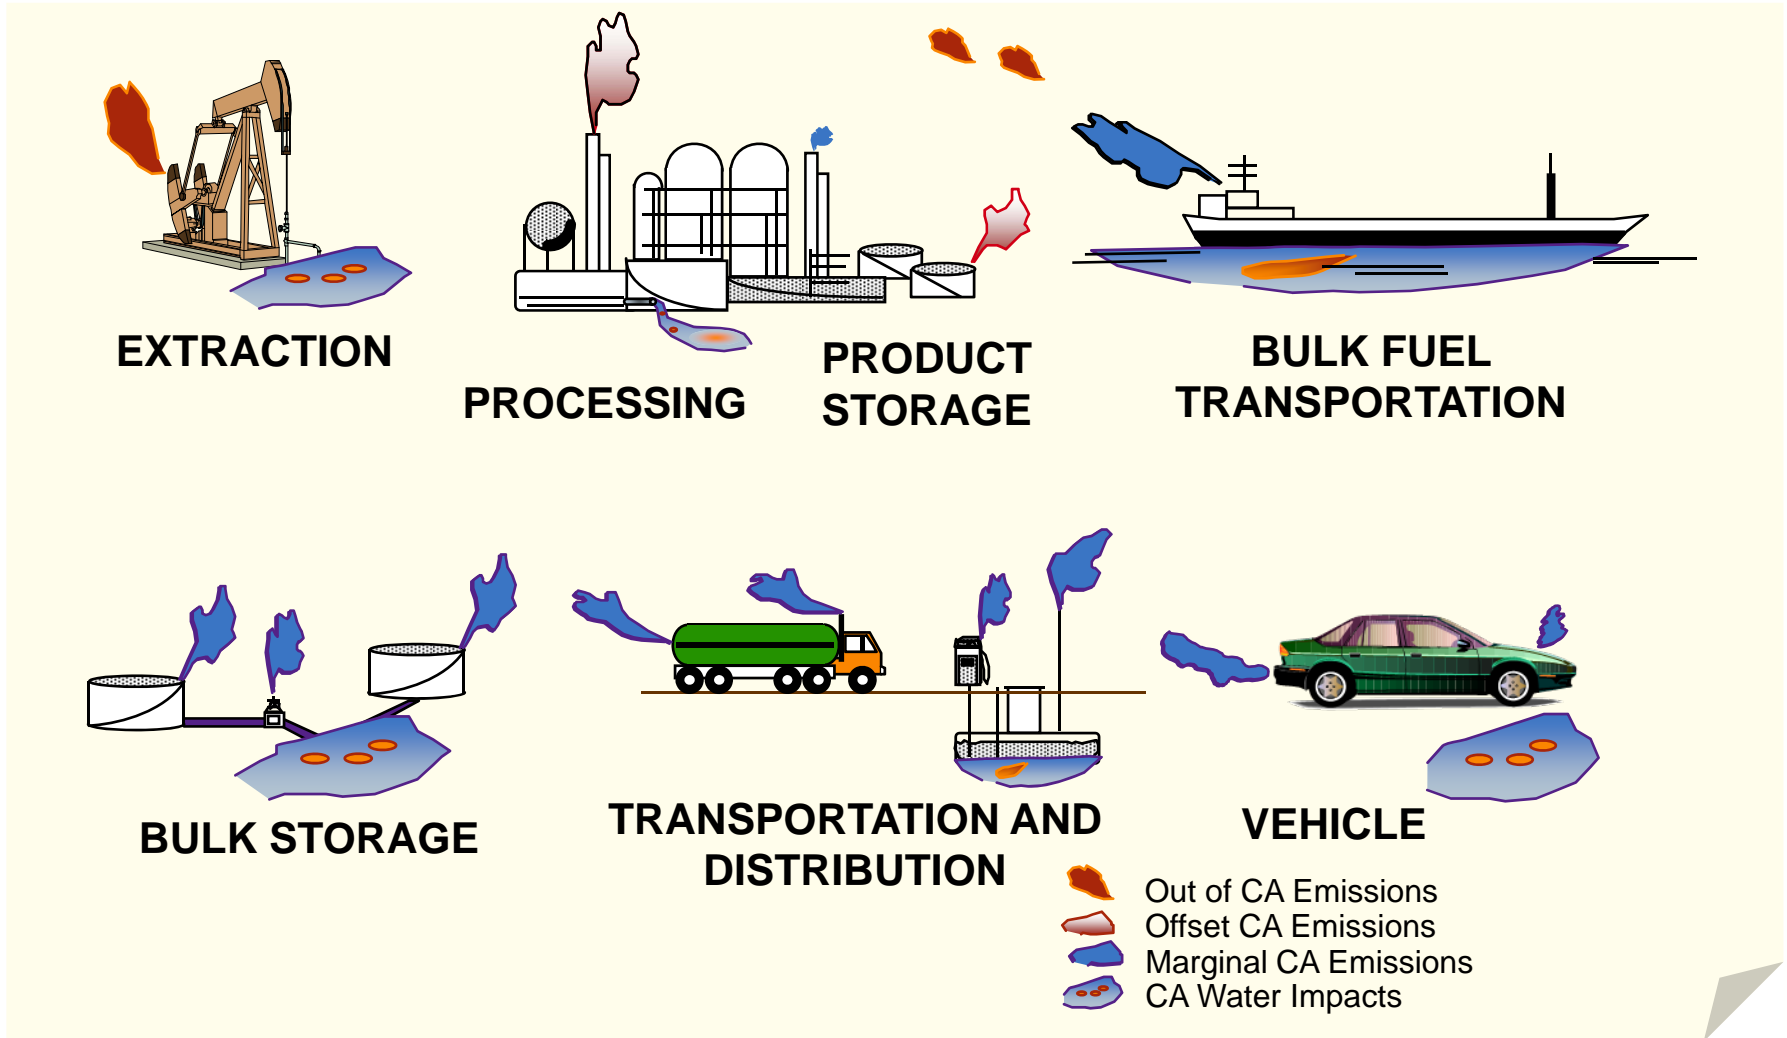 EXTRACTION
PROCESSING
PRODUCT
STORAGE
BULK FUEL
TRANSPORTATION
BULK STORAGE
TRANSPORTATION AND
DISTRIBUTION
VEHICLE
Out of CA Emissions
Offset CA Emissions
Marginal CA Emissions
CA Water Impacts